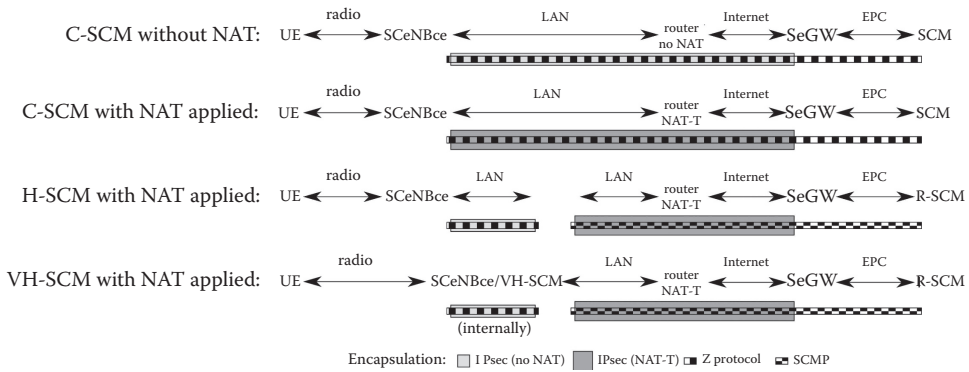 radio LAN Internet EPC
C-SCM without NAT: UE SCeNBce router no NAT SeGW SCM
radio LAN Internet EPC
C-SCM with NAT applied: UE SCeNBce router NAT-T SeGW SCM
radio LAN LAN Internet EPC
H-SCM with NAT applied: UE SCeNBce router NAT-T SeGW R-SCM
radio LAN Internet EPC
VH-SCM with NAT applied: UE SCeNBce/VH-SCM router NAT-T SeGW R-SCM
(internally)
Encapsulation: I Psec (no NAT) IPsec (NAT-T) Z protocol SCMP